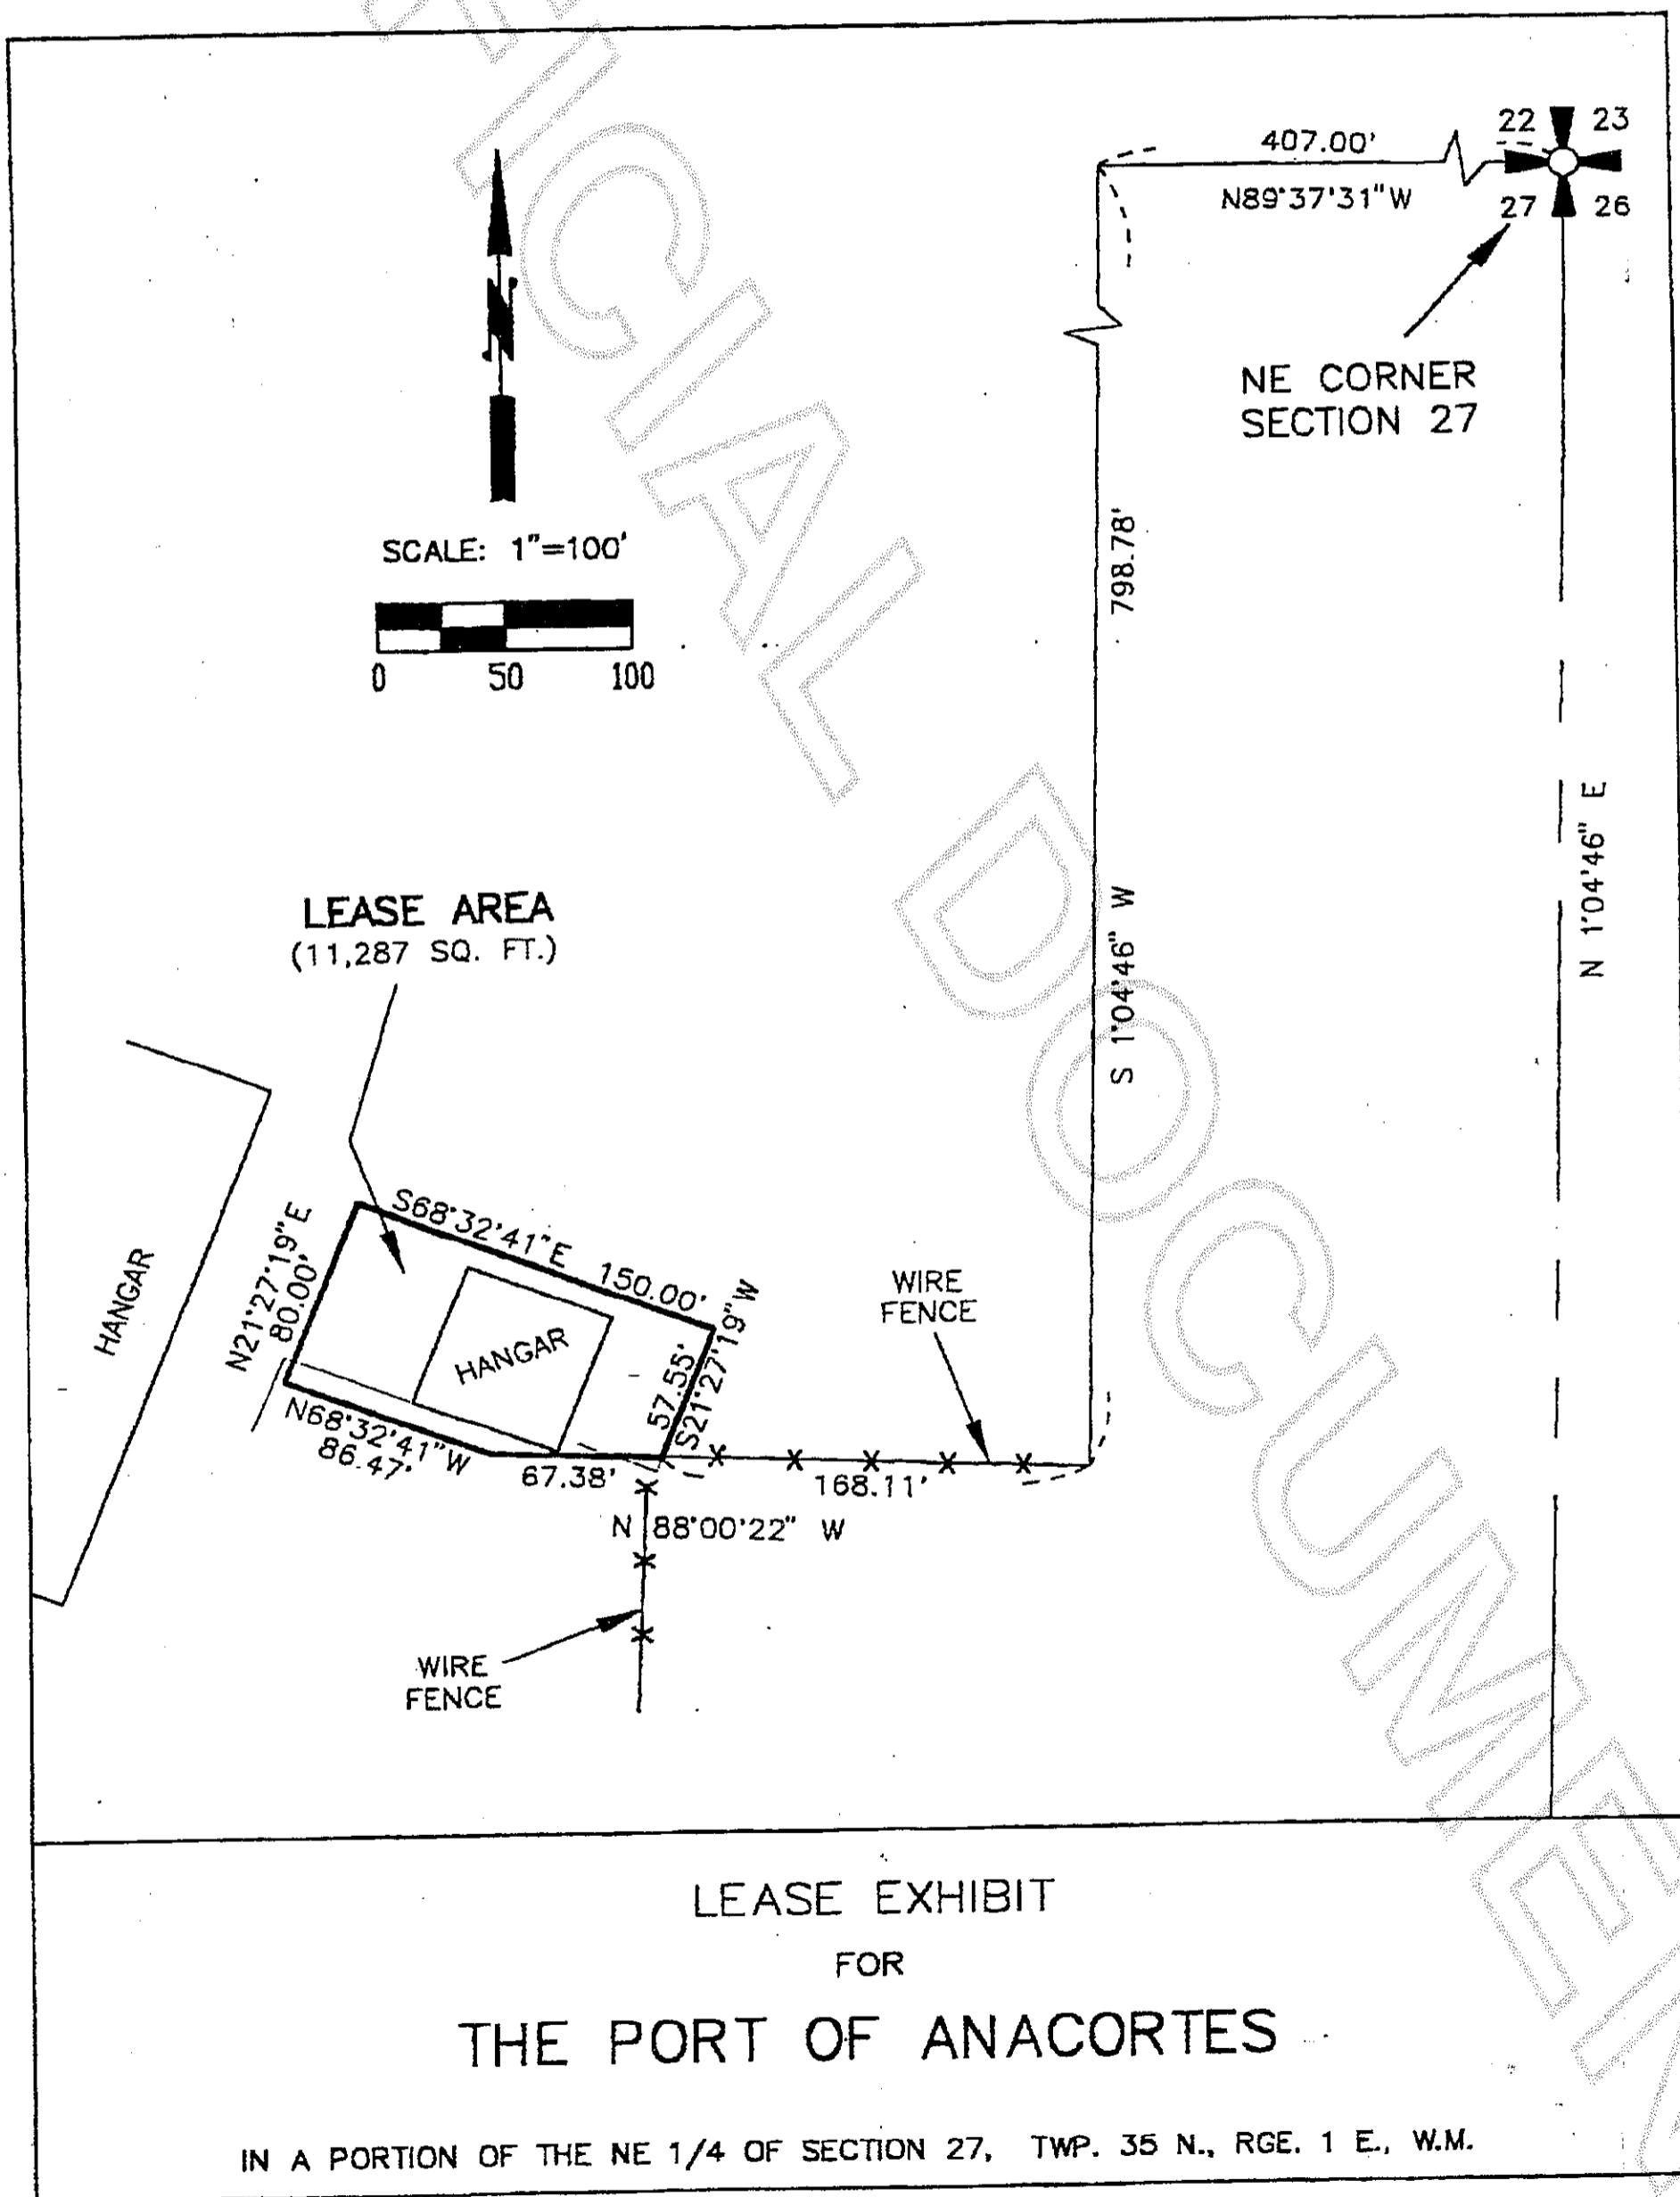 22 23
27 26
407.00'
N89°37'31"W
NE CORNER
SECTION 27
N
SCALE: 1"=100'
0 50 100
798.78'
S 1°04'46" W
N 1°04'46" E
LEASE AREA
(11,287 SQ. FT.)
HANGAR
N21°27'19"E
80.00'
S68°32'41"E 150.00'
HANGAR
57.55'
S21°27'19"W
N68°32'41"W
86.47'
67.38'
168.11'
N 88°00'22" W
WIRE
FENCE
WIRE
FENCE
LEASE EXHIBIT
FOR
THE PORT OF ANACORTES
IN A PORTION OF THE NE 1/4 OF SECTION 27, TWP. 35 N., RGE. 1 E., W.M.
ICIAL DOCUMEN